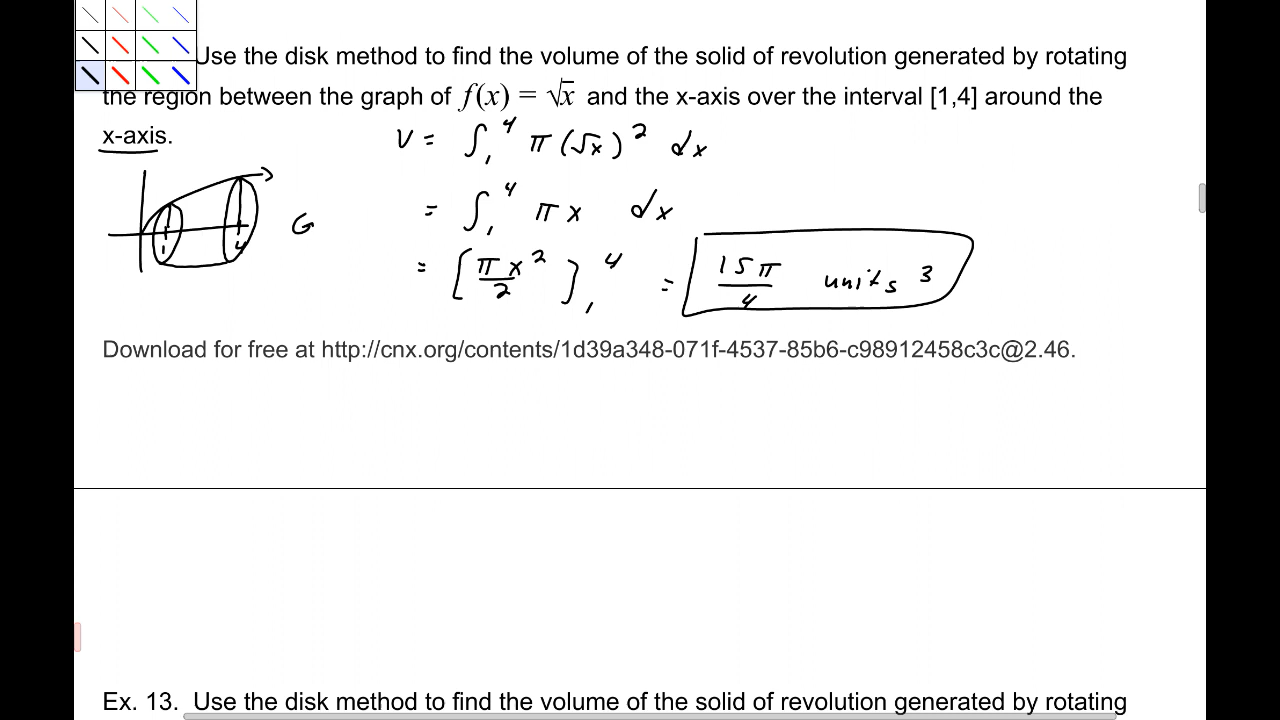 Use the disk method to find the volume of the solid of revolution generated by rotating
the region between the graph of f(x) = √x and the x-axis over the interval [1,4] around the
x-axis.
V = ∫₁⁴ π(√x)² dx
= ∫₁⁴ πx dx
= [πx²/2]₁⁴ = 15π/4 units³
1 4
G
Download for free at http://cnx.org/contents/1d39a348-071f-4537-85b6-c98912458c3c@2.46.
Ex. 13. Use the disk method to find the volume of the solid of revolution generated by rotating